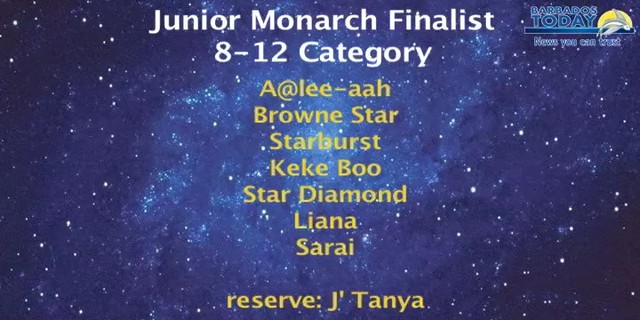 Junior Monarch Finalist
8-12 Category
BARBADOS
TODAY
News you can trust
A@lee-aah
Browne Star
Starburst
Keke Boo
Star Diamond
Liana
Sarai
reserve: J' Tanya